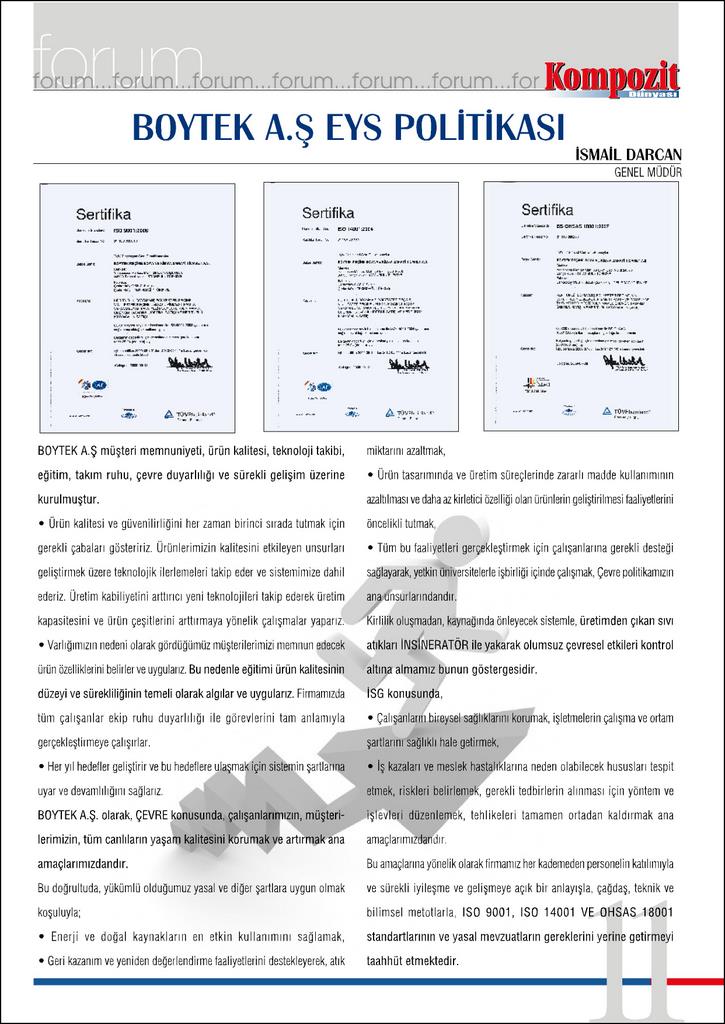 forum
forum...forum...forum...forum...forum...forum...for
Kompozit
Dünyası
BOYTEK A.Ş EYS POLİTİKASI
İSMAİL DARCAN
GENEL MÜDÜR
Sertifika
ISO 9001:2008
Sertifika
Sertifika
BOYTEK A.Ş müşteri memnuniyeti, ürün kalitesi, teknoloji takibi,
eğitim, takım ruhu, çevre duyarlılığı ve sürekli gelişim üzerine
kurulmuştur.
• Ürün kalitesi ve güvenilirliğini her zaman birinci sırada tutmak için
gerekli çabaları gösteririz. Ürünlerimizin kalitesini etkileyen unsurları
geliştirmek üzere teknolojik ilerlemeleri takip eder ve sistemimize dahil
ederiz. Üretim kabiliyetini arttırıcı yeni teknolojileri takip ederek üretim
kapasitesini ve ürün çeşitlerini arttırmaya yönelik çalışmalar yaparız.
• Varlığımızın nedeni olarak gördüğümüz müşterilerimizi memnun edecek
ürün özelliklerini belirler ve uygularız. Bu nedenle eğitimi ürün kalitesinin
düzeyi ve sürekliliğinin temeli olarak algılar ve uygularız. Firmamızda
tüm çalışanlar ekip ruhu duyarlılığı ile görevlerini tam anlamıyla
gerçekleştirmeye çalışırlar.
• Her yıl hedefler geliştirir ve bu hedeflere ulaşmak için sistemin şartlarına
uyar ve devamlılığını sağlarız.
BOYTEK A.Ş. olarak, ÇEVRE konusunda, çalışanlarımızın, müşteri-
lerimizin, tüm canlıların yaşam kalitesini korumak ve artırmak ana
amaçlarımızdandır.
Bu doğrultuda, yükümlü olduğumuz yasal ve diğer şartlara uygun olmak
koşuluyla;
• Enerji ve doğal kaynakların en etkin kullanımını sağlamak,
• Geri kazanım ve yeniden değerlendirme faaliyetlerini destekleyerek, atık
miktarını azaltmak,
• Ürün tasarımında ve üretim süreçlerinde zararlı madde kullanımının
azaltılması ve daha az kirletici özelliği olan ürünlerin geliştirilmesi faaliyetlerini
öncelikli tutmak,
• Tüm bu faaliyetleri gerçekleştirmek için çalışanlarına gerekli desteği
sağlayarak, yetkin üniversitelerle işbirliği içinde çalışmak, Çevre politikamızın
ana unsurlarındandır.
Kirlilik oluşmadan, kaynağında önleyecek sistemle, üretimden çıkan sıvı
atıkları İNSİNERATÖR ile yakarak olumsuz çevresel etkileri kontrol
altına almamız bunun göstergesidir.
İSG konusunda,
• Çalışanların bireysel sağlıklarını korumak, işletmelerin çalışma ve ortam
şartlarını sağlıklı hale getirmek,
• İş kazaları ve meslek hastalıklarına neden olabilecek hususları tespit
etmek, riskleri belirlemek, gerekli tedbirlerin alınması için yöntem ve
işlevleri düzenlemek, tehlikeleri tamamen ortadan kaldırmak ana
amaçlarımızdandır.
Bu amaçlarına yönelik olarak firmamız her kademeden personelin katılımıyla
ve sürekli iyileşme ve gelişmeye açık bir anlayışla, çağdaş, teknik ve
bilimsel metotlarla, ISO 9001, ISO 14001 VE OHSAS 18001
standartlarının ve yasal mevzuatların gereklerini yerine getirmeyi
taahhüt etmektedir.
11